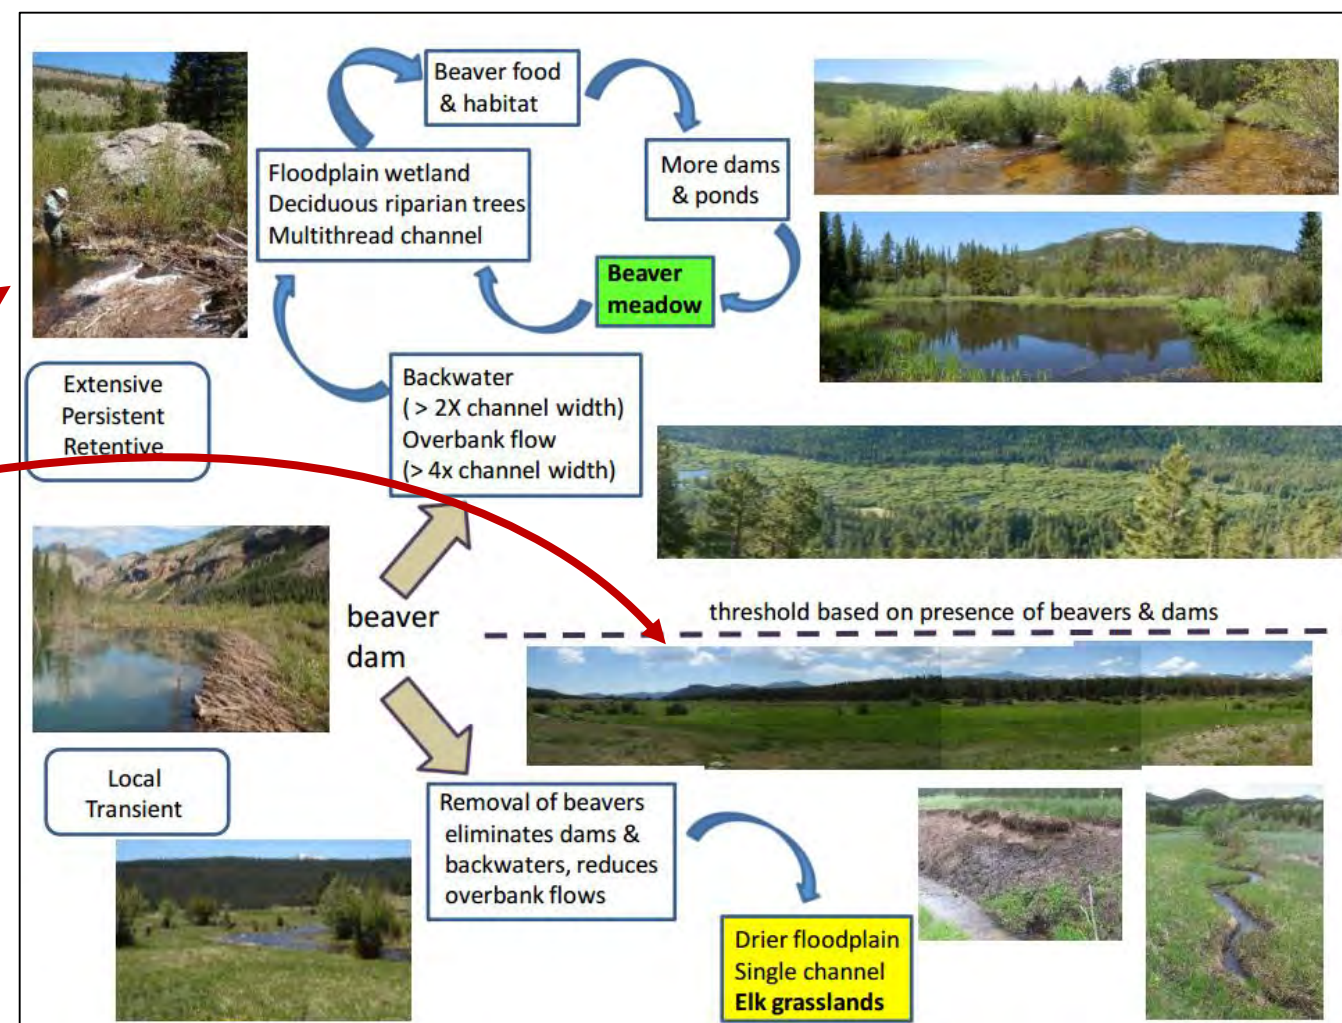 Beaver food
& habitat
Floodplain wetland
Deciduous riparian trees
Multithread channel
More dams
& ponds
Beaver
meadow
Extensive
Persistent
Retentive
Backwater
( > 2X channel width)
Overbank flow
(> 4x channel width)
beaver
dam
threshold based on presence of beavers & dams
Local
Transient
Removal of beavers
eliminates dams &
backwaters, reduces
overbank flows
Drier floodplain
Single channel
Elk grasslands